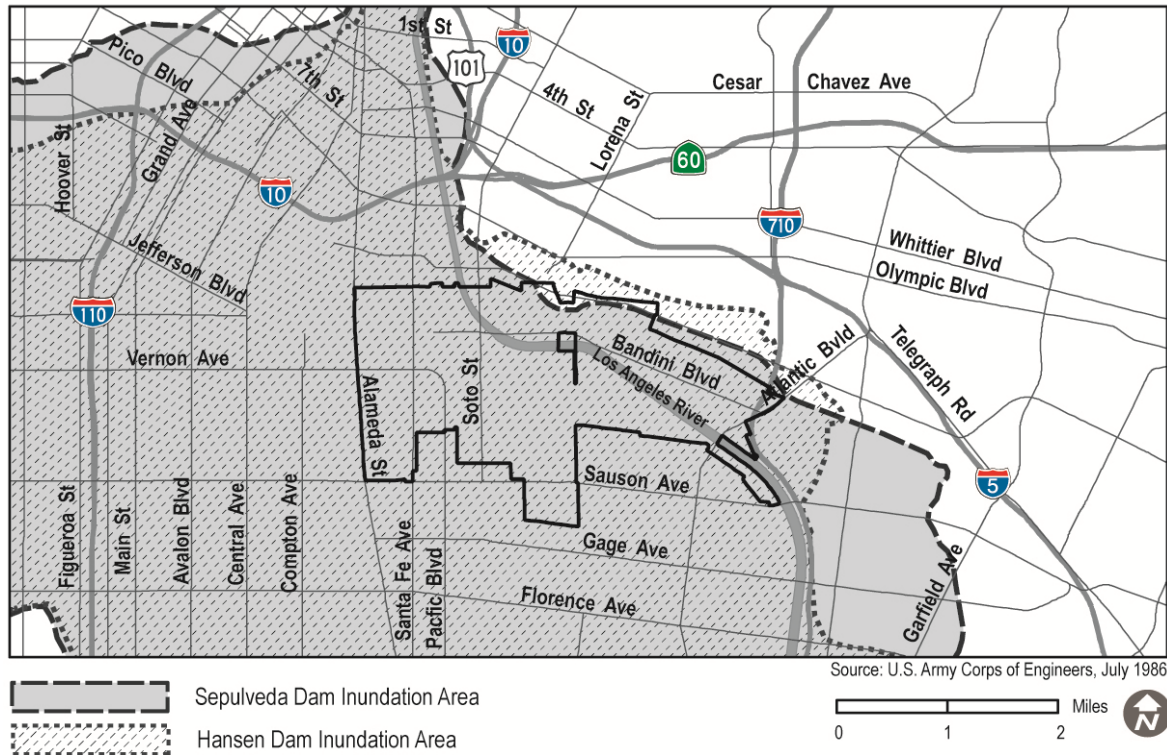 1st St
10
Pico Blvd
101
7th St
Cesar Chavez Ave
4th St
Lorena St
Grand Ave
Hoover St
60
10
710
Whittier Blvd
Jefferson Blvd
Olympic Blvd
110
Vernon Ave
Bandini Blvd
Atlantic Bvld
Telegraph Rd
Los Angeles River
Soto St
Alameda St
Sauson Ave
5
Figueroa St
Main St
Avalon Blvd
Central Ave
Compton Ave
Santa Fe Ave
Pacfic Blvd
Gage Ave
Florence Ave
Garfield Ave
Source: U.S. Army Corps of Engineers, July 1986
Sepulveda Dam Inundation Area
Hansen Dam Inundation Area
Miles
0 1 2
N